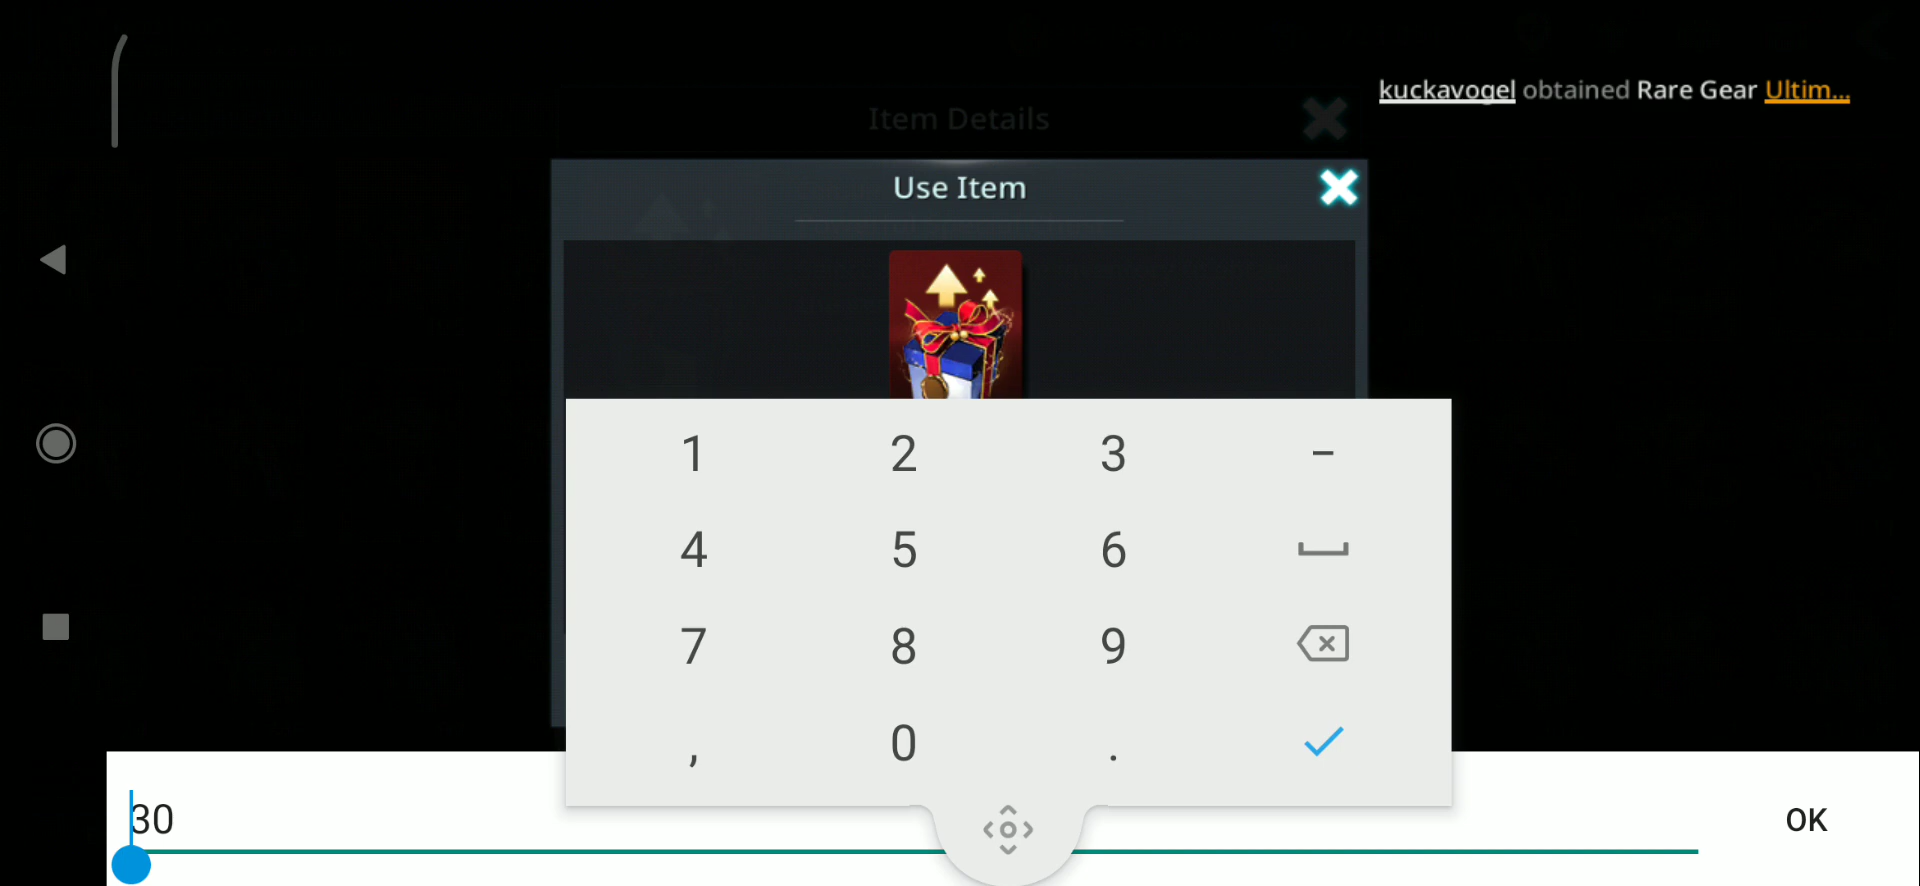 kuckavogel obtained Rare Gear Ultim...
Item Details
Use Item
1 2 3 –
4 5 6
7 8 9
, 0 .
30
OK